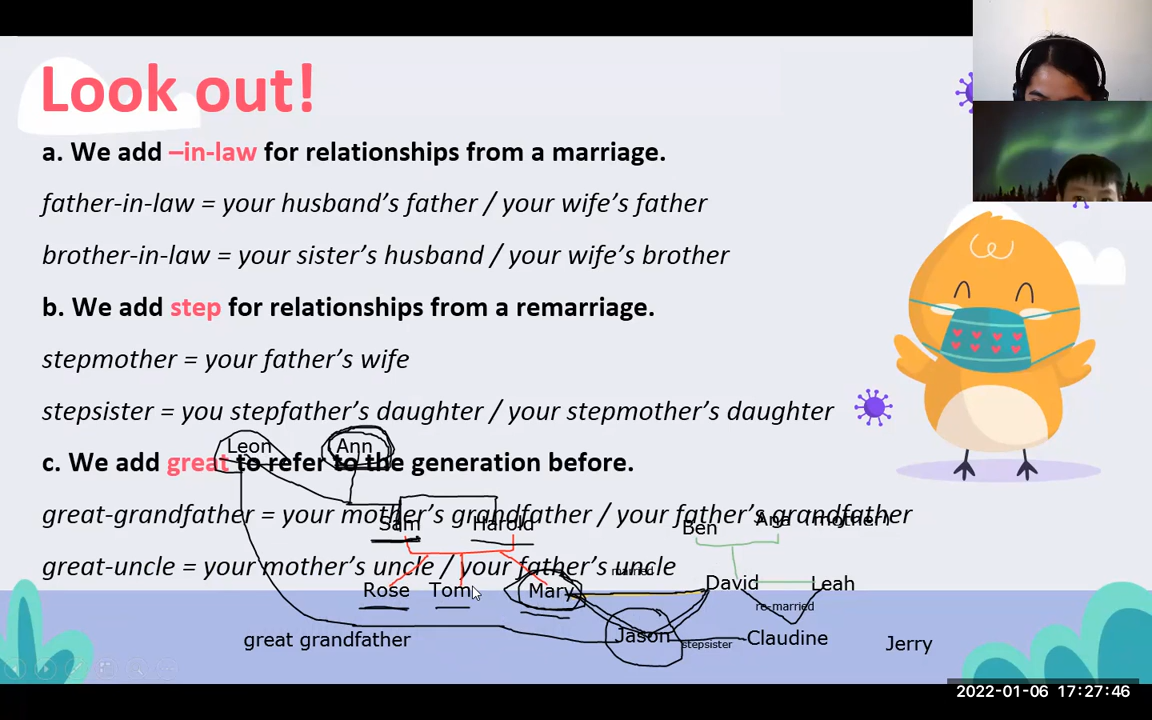 Look out!
a. We add –in-law for relationships from a marriage.
father-in-law = your husband’s father / your wife’s father
brother-in-law = your sister’s husband / your wife’s brother
b. We add step for relationships from a remarriage.
stepmother = your father’s wife
stepsister = you stepfather’s daughter / your stepmother’s daughter
Leon Ann
c. We add great to refer to the generation before.
great-grandfather = your mother’s grandfather / your father’s grandfather
Sam Harold Ben Ana (mother)
great-uncle = your mother’s uncle / your father’s uncle
married
Rose Tom Mary David Leah
re-married
great grandfather Jason stepsister Claudine Jerry
2022-01-06 17:27:46